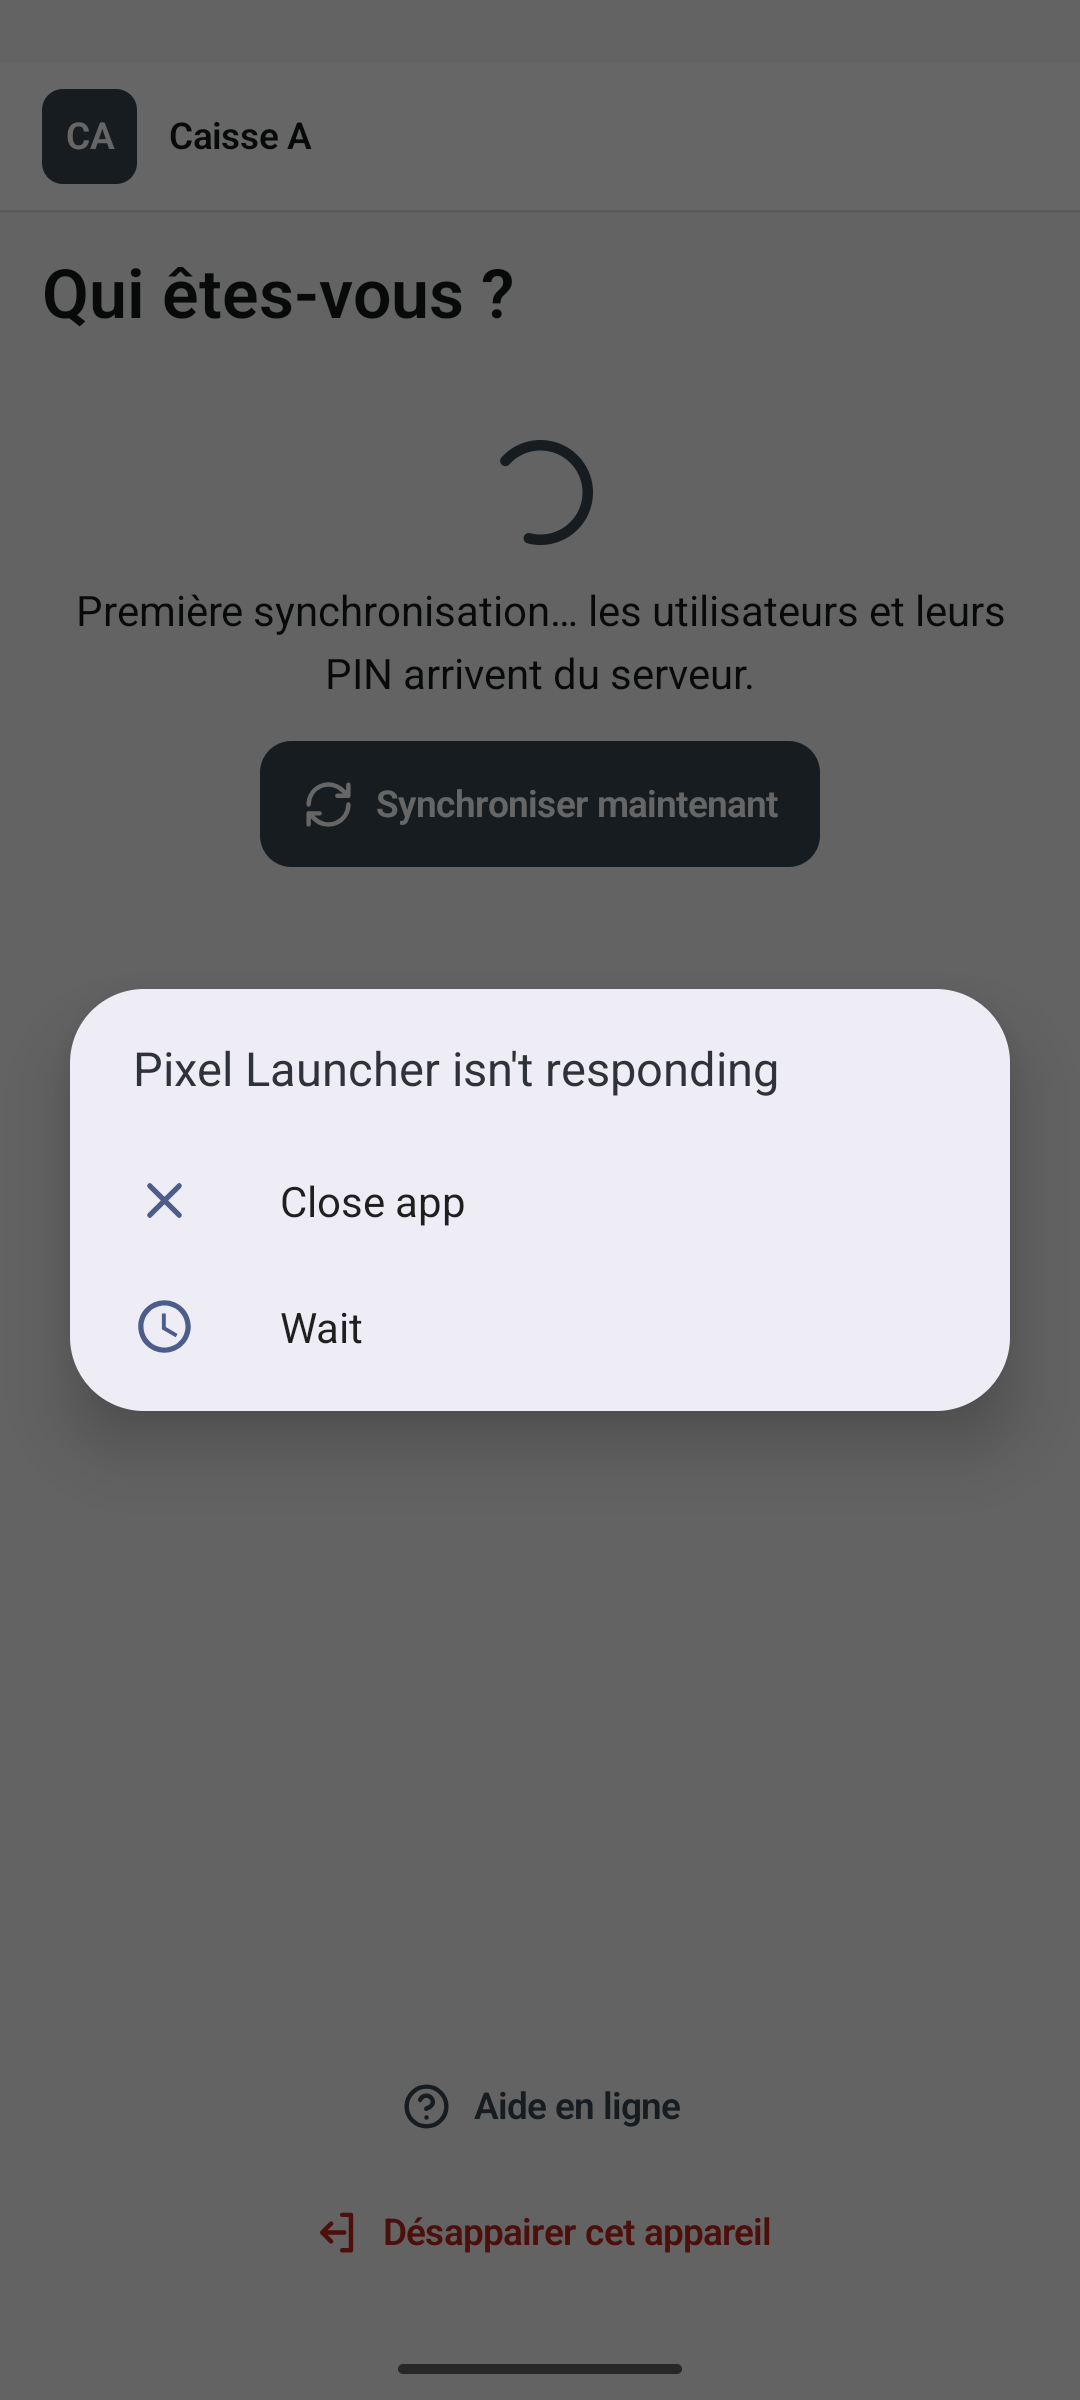 CA
Caisse A
Qui êtes-vous ?
Première synchronisation... les utilisateurs et leurs
PIN arrivent du serveur.
Synchroniser maintenant
Pixel Launcher isn't responding
Close app
Wait
Aide en ligne
Désappairer cet appareil